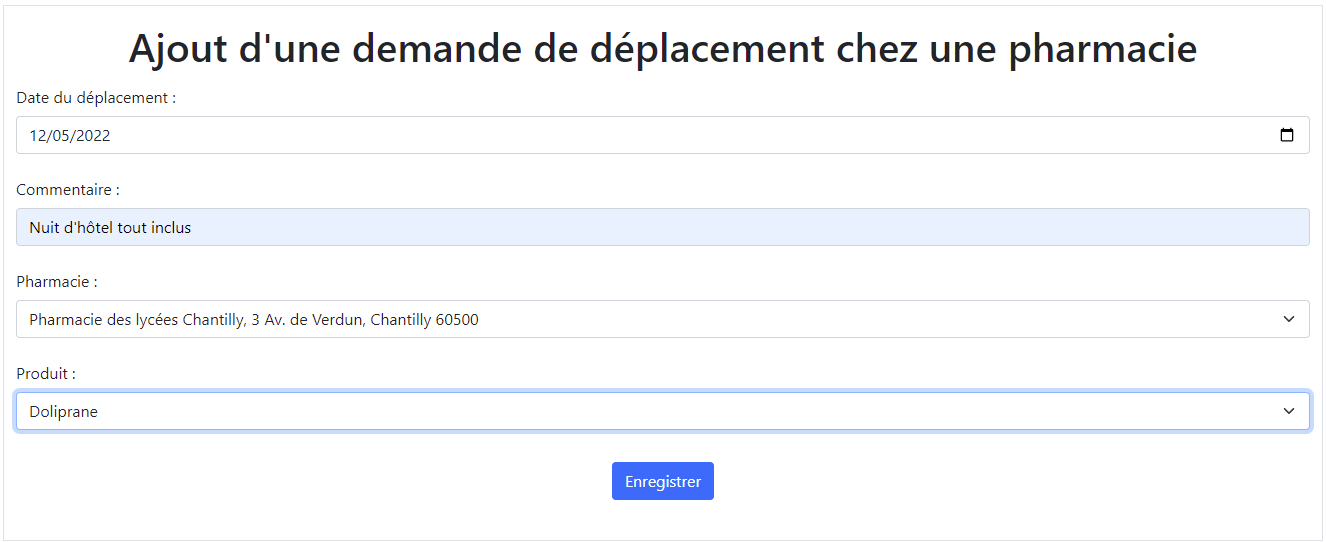 Ajout d'une demande de déplacement chez une pharmacie
Date du déplacement :
12/05/2022
Commentaire :
Nuit d'hôtel tout inclus
Pharmacie :
Pharmacie des lycées Chantilly, 3 Av. de Verdun, Chantilly 60500
Produit :
Doliprane
Enregistrer